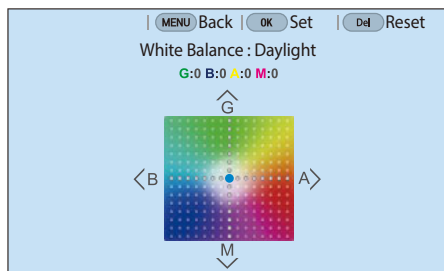 | MENU Back | OK Set | Del Reset
White Balance : Daylight
G:0 B:0 A:0 M:0
G
B A
M